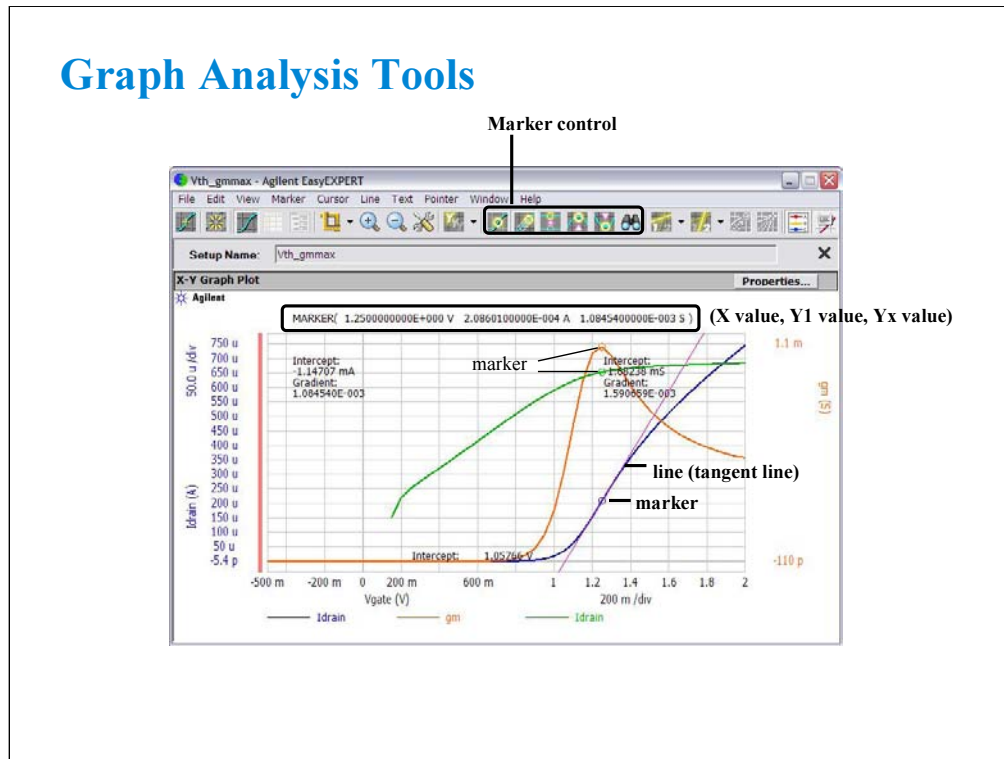 Graph Analysis Tools
Marker control
Vth_gmmax - Agilent EasyEXPERT
File Edit View Marker Cursor Line Text Pointer Window Help
Setup Name: Vth_gmmax
X-Y Graph Plot Properties...
Agilent
MARKER( 1.2500000000E+000 V 2.0860100000E-004 A 1.0845400000E-003 S )
(X value, Y1 value, Yx value)
50.0 u /div
Idrain (A)
750 u
700 u
650 u
600 u
550 u
500 u
450 u
400 u
350 u
300 u
250 u
200 u
150 u
100 u
50 u
-5.4 p
Intercept:
-1.14707 mA
Gradient:
1.084540E-003
marker
Intercept:
Gradient:
1.590659E-003
1.1 m
gm (S)
-110 p
line (tangent line)
marker
Intercept: 1.05766 V
-500 m -200 m 0 200 m 600 m 1 1.2 1.4 1.6 1.8 2
Vgate (V) 200 m /div
Idrain gm Idrain